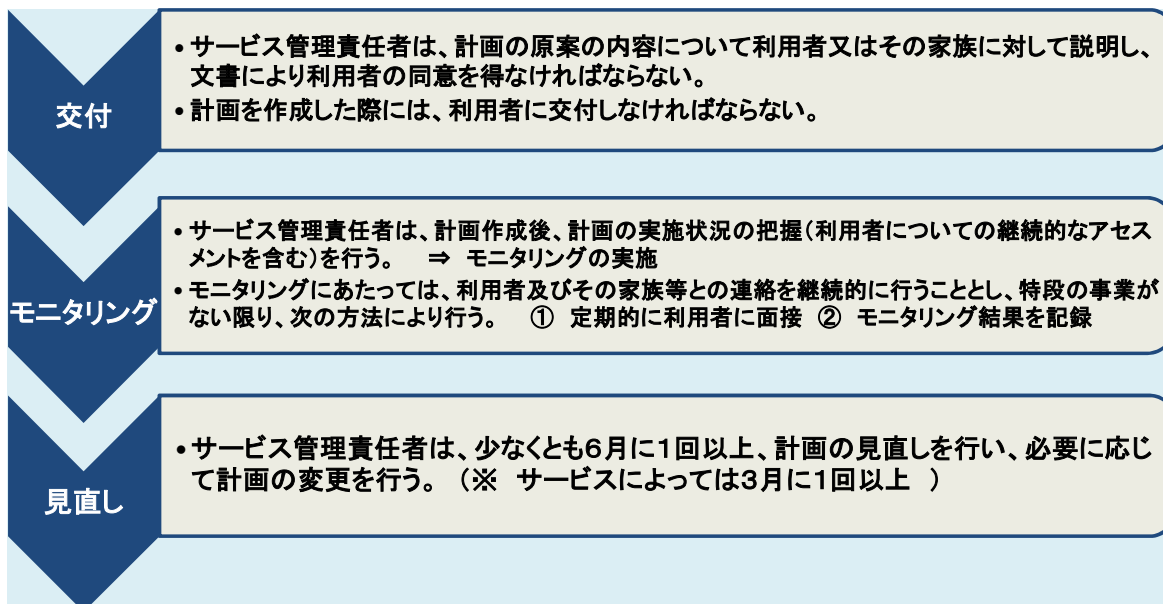 交付
• サービス管理責任者は、計画の原案の内容について利用者又はその家族に対して説明し、
文書により利用者の同意を得なければならない。
• 計画を作成した際には、利用者に交付しなければならない。
モニタリング
• サービス管理責任者は、計画作成後、計画の実施状況の把握(利用者についての継続的なアセス
メントを含む)を行う。 ⇒ モニタリングの実施
• モニタリングにあたっては、利用者及びその家族等との連絡を継続的に行うこととし、特段の事業が
ない限り、次の方法により行う。 ① 定期的に利用者に面接 ② モニタリング結果を記録
見直し
• サービス管理責任者は、少なくとも6月に1回以上、計画の見直しを行い、必要に応じ
て計画の変更を行う。 (※ サービスによっては3月に1回以上 )